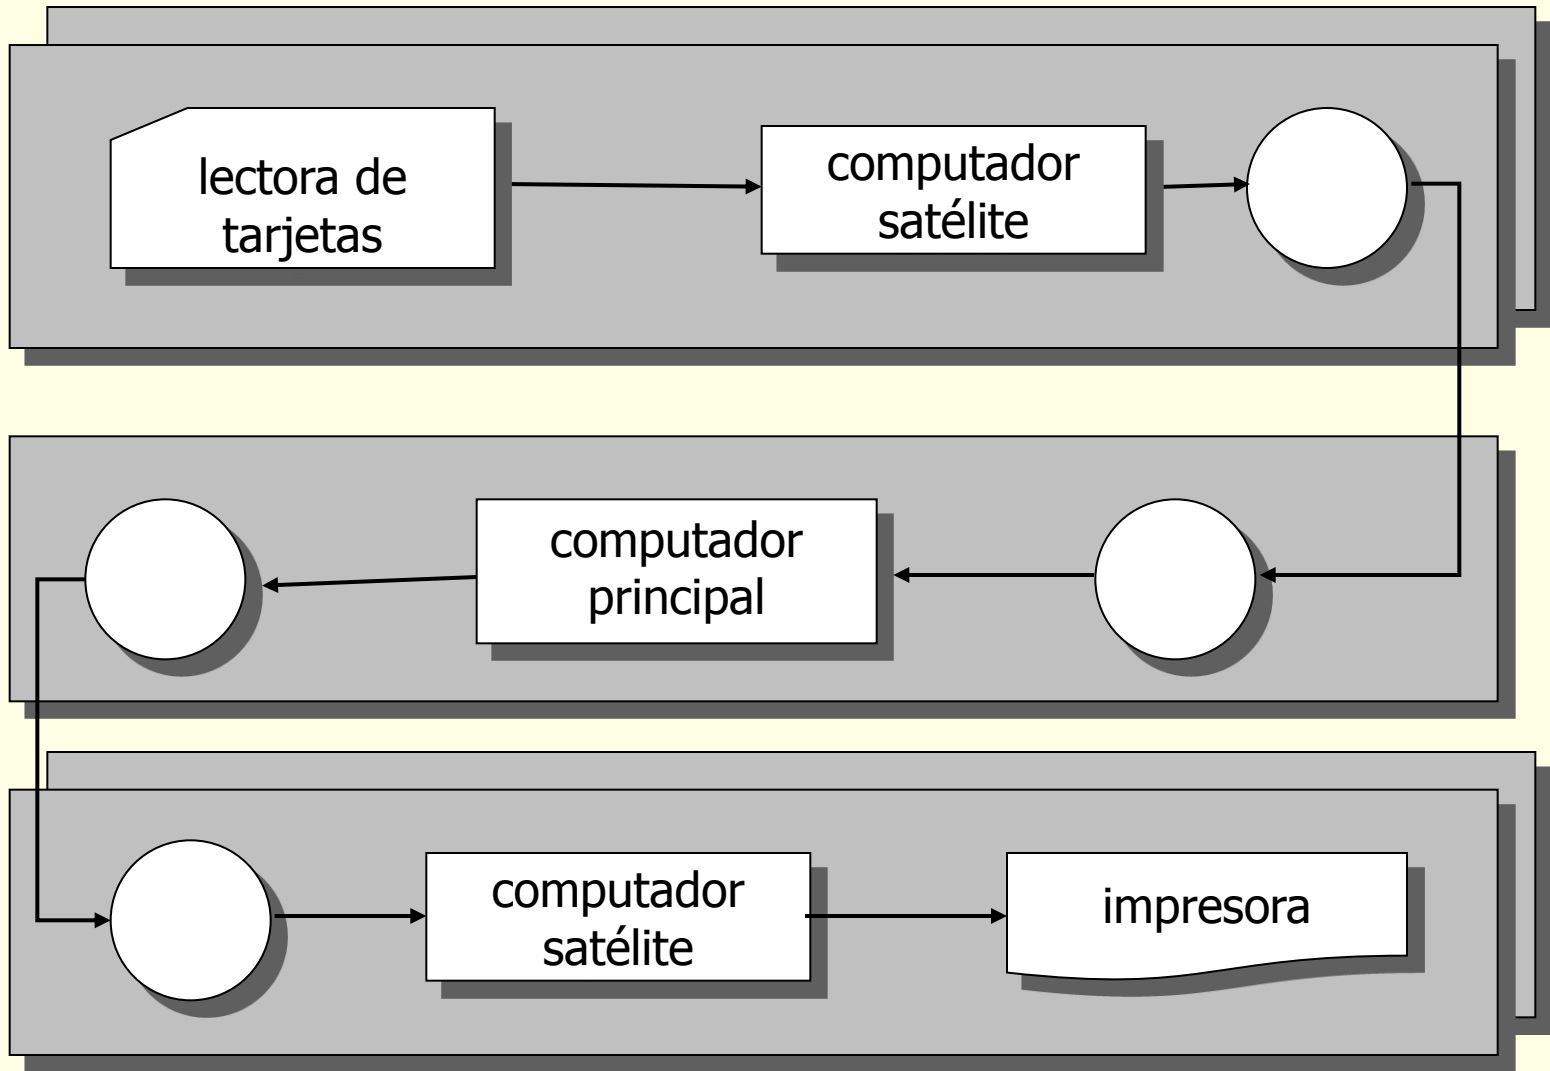 lectora de
tarjetas
computador
satélite
computador
principal
computador
satélite
impresora